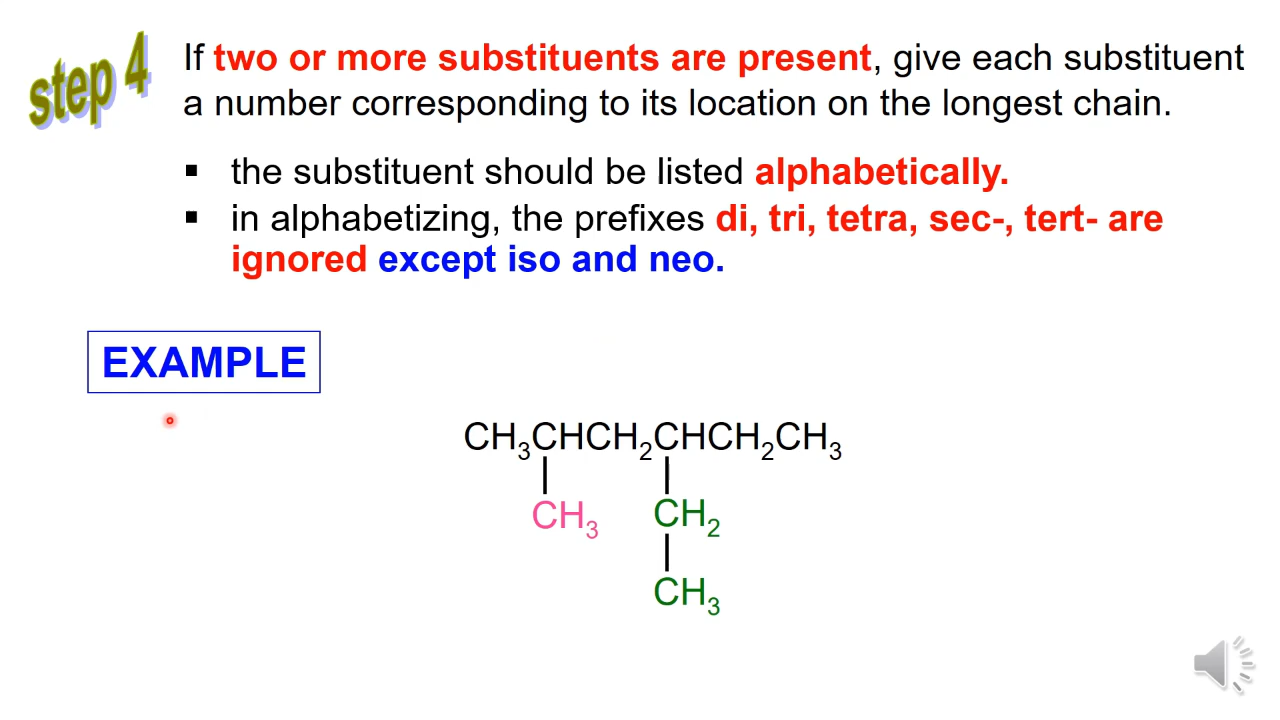 step 4
If two or more substituents are present, give each substituent
a number corresponding to its location on the longest chain.
▪ the substituent should be listed alphabetically.
▪ in alphabetizing, the prefixes di, tri, tetra, sec-, tert- are
ignored except iso and neo.
EXAMPLE
CH₃CHCH₂CHCH₂CH₃
CH₃ CH₂
CH₃